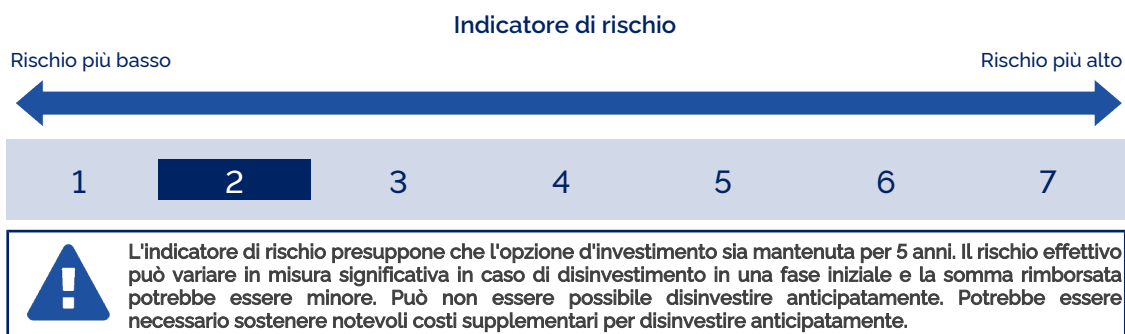 Indicatore di rischio
Rischio più basso
Rischio più alto
1 2 3 4 5 6 7
L'indicatore di rischio presuppone che l'opzione d'investimento sia mantenuta per 5 anni. Il rischio effettivo
può variare in misura significativa in caso di disinvestimento in una fase iniziale e la somma rimborsata
potrebbe essere minore. Può non essere possibile disinvestire anticipatamente. Potrebbe essere
necessario sostenere notevoli costi supplementari per disinvestire anticipatamente.